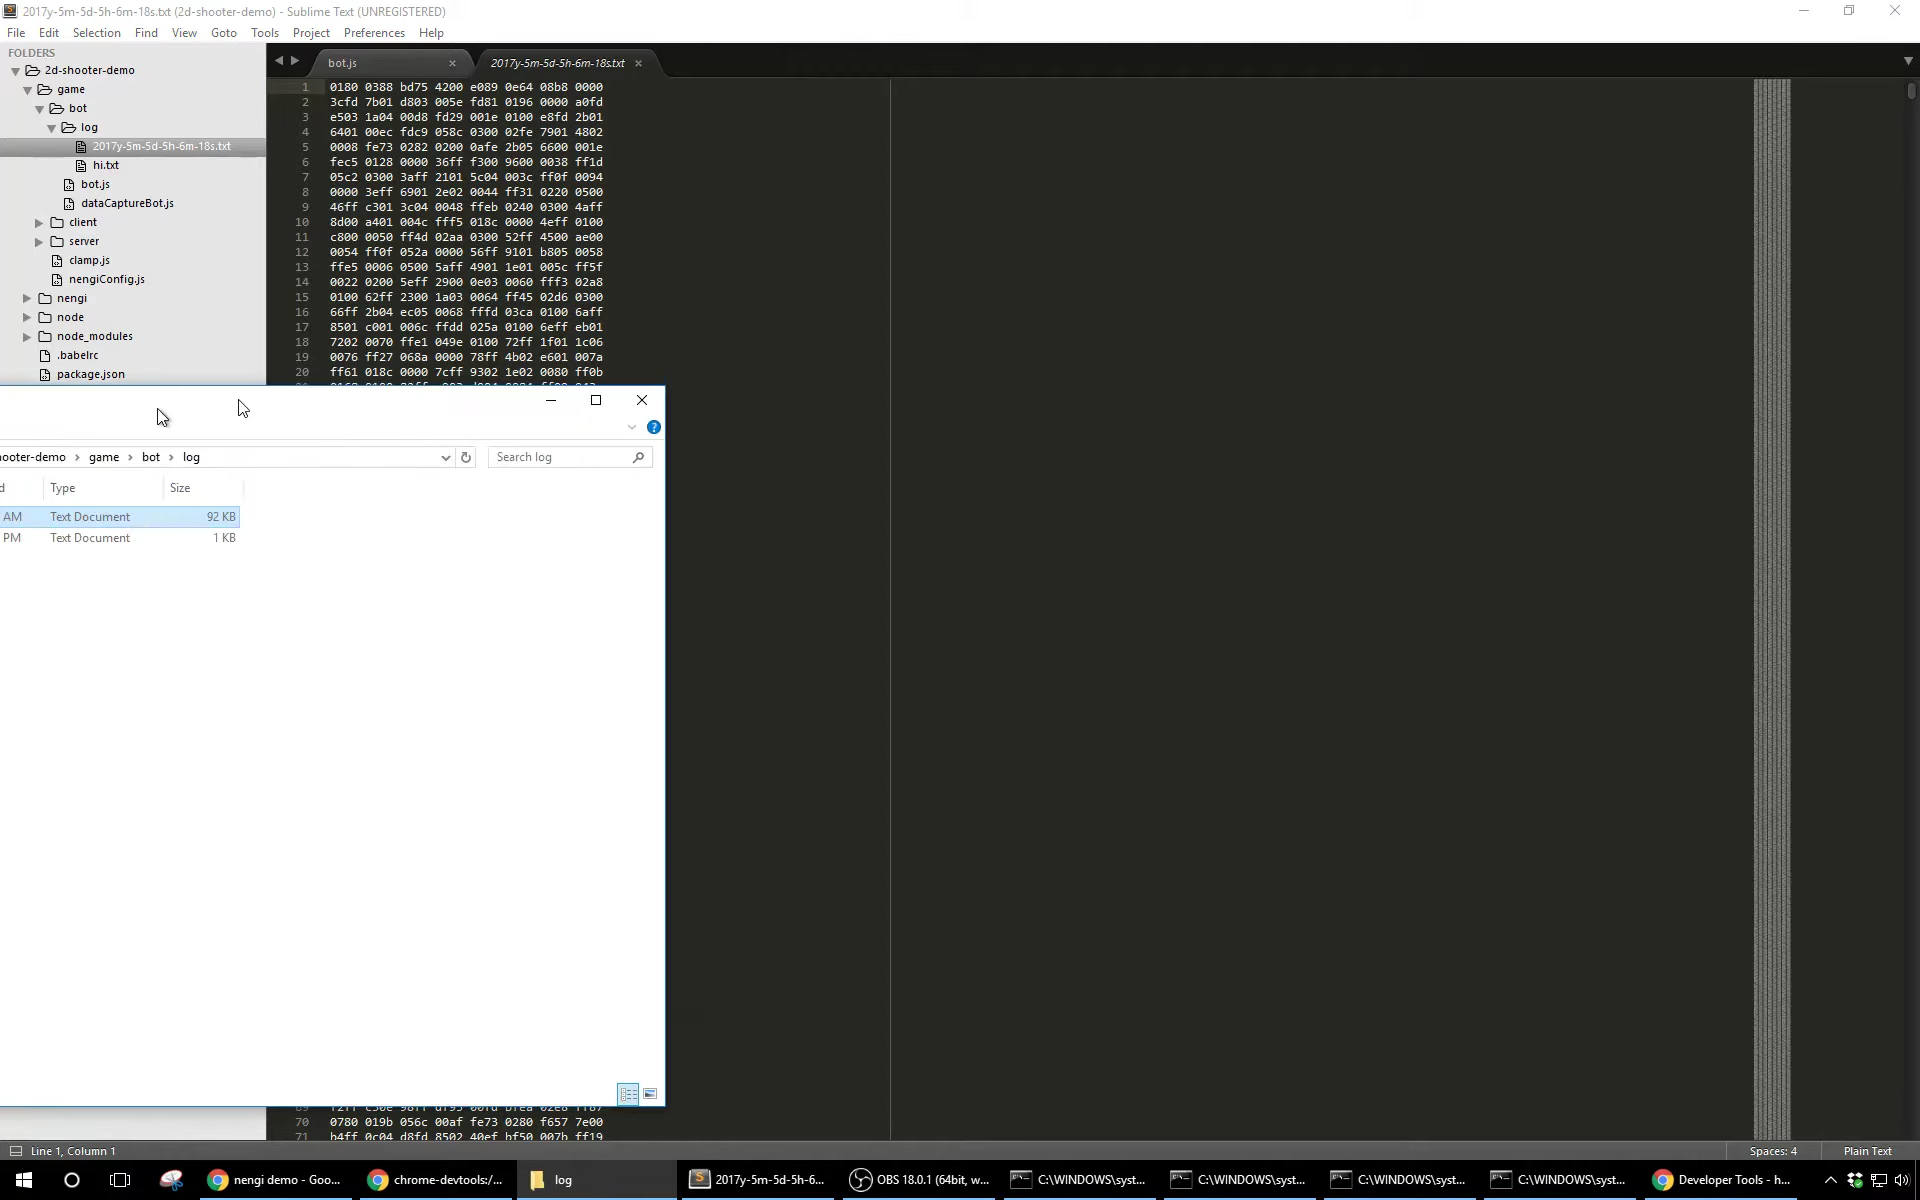 2017y-5m-5d-5h-6m-18s.txt (2d-shooter-demo) - Sublime Text (UNREGISTERED)
File Edit Selection Find View Goto Tools Project Preferences Help
FOLDERS
2d-shooter-demo
game
bot
log
2017y-5m-5d-5h-6m-18s.txt
hi.txt
bot.js
dataCaptureBot.js
client
server
clamp.js
nengiConfig.js
nengi
node
node_modules
.babelrc
package.json
bot.js
2017y-5m-5d-5h-6m-18s.txt
1 0180 0388 bd75 4200 e089 0e64 08b8 0000
2 3cfd 7b01 d803 005e fd81 0196 0000 a0fd
3 e503 1a04 00d8 fd29 001e 0100 e8fd 2b01
4 6401 00ec fdc9 058c 0300 02fe 7901 4802
5 0008 fe73 0282 0200 0afe 2b05 6600 001e
6 fec5 0128 0000 36ff f300 9600 0038 ff1d
7 05c2 0300 3aff 2101 5c04 003c ff0f 0094
8 0000 3eff 6901 2e02 0044 ff31 0220 0500
9 46ff c301 3c04 0048 ffeb 0240 0300 4aff
10 8d00 a401 004c fff5 018c 0000 4eff 0100
11 c800 0050 ff4d 02aa 0300 52ff 4500 ae00
12 0054 ff0f 052a 0000 56ff 9101 b805 0058
13 ffe5 0006 0500 5aff 4901 1e01 005c ff5f
14 0022 0200 5eff 2900 0e03 0060 fff3 02a8
15 0100 62ff 2300 1a03 0064 ff45 02d6 0300
16 66ff 2b04 ec05 0068 fffd 03ca 0100 6aff
17 8501 c001 006c ffdd 025a 0100 6eff eb01
18 7202 0070 ffe1 049e 0100 72ff 1f01 1c06
19 0076 ff27 068a 0000 78ff 4b02 e601 007a
20 ff61 018c 0000 7cff 9302 1e02 0080 ff0b
ooter-demo › game › bot › log
Search log
d Type Size
AM Text Document 92 KB
PM Text Document 1 KB
70 0780 019b 056c 00af fe73 0280 f657 7e00
71 b4ff 0c04 d8fd 8502 40ef bf50 007b ff19
Line 1, Column 1
Spaces: 4
Plain Text
nengi demo - Goo...
chrome-devtools:/...
log
2017y-5m-5d-5h-6...
OBS 18.0.1 (64bit, w...
C:\WINDOWS\syst...
C:\WINDOWS\syst...
C:\WINDOWS\syst...
C:\WINDOWS\syst...
Developer Tools - h...